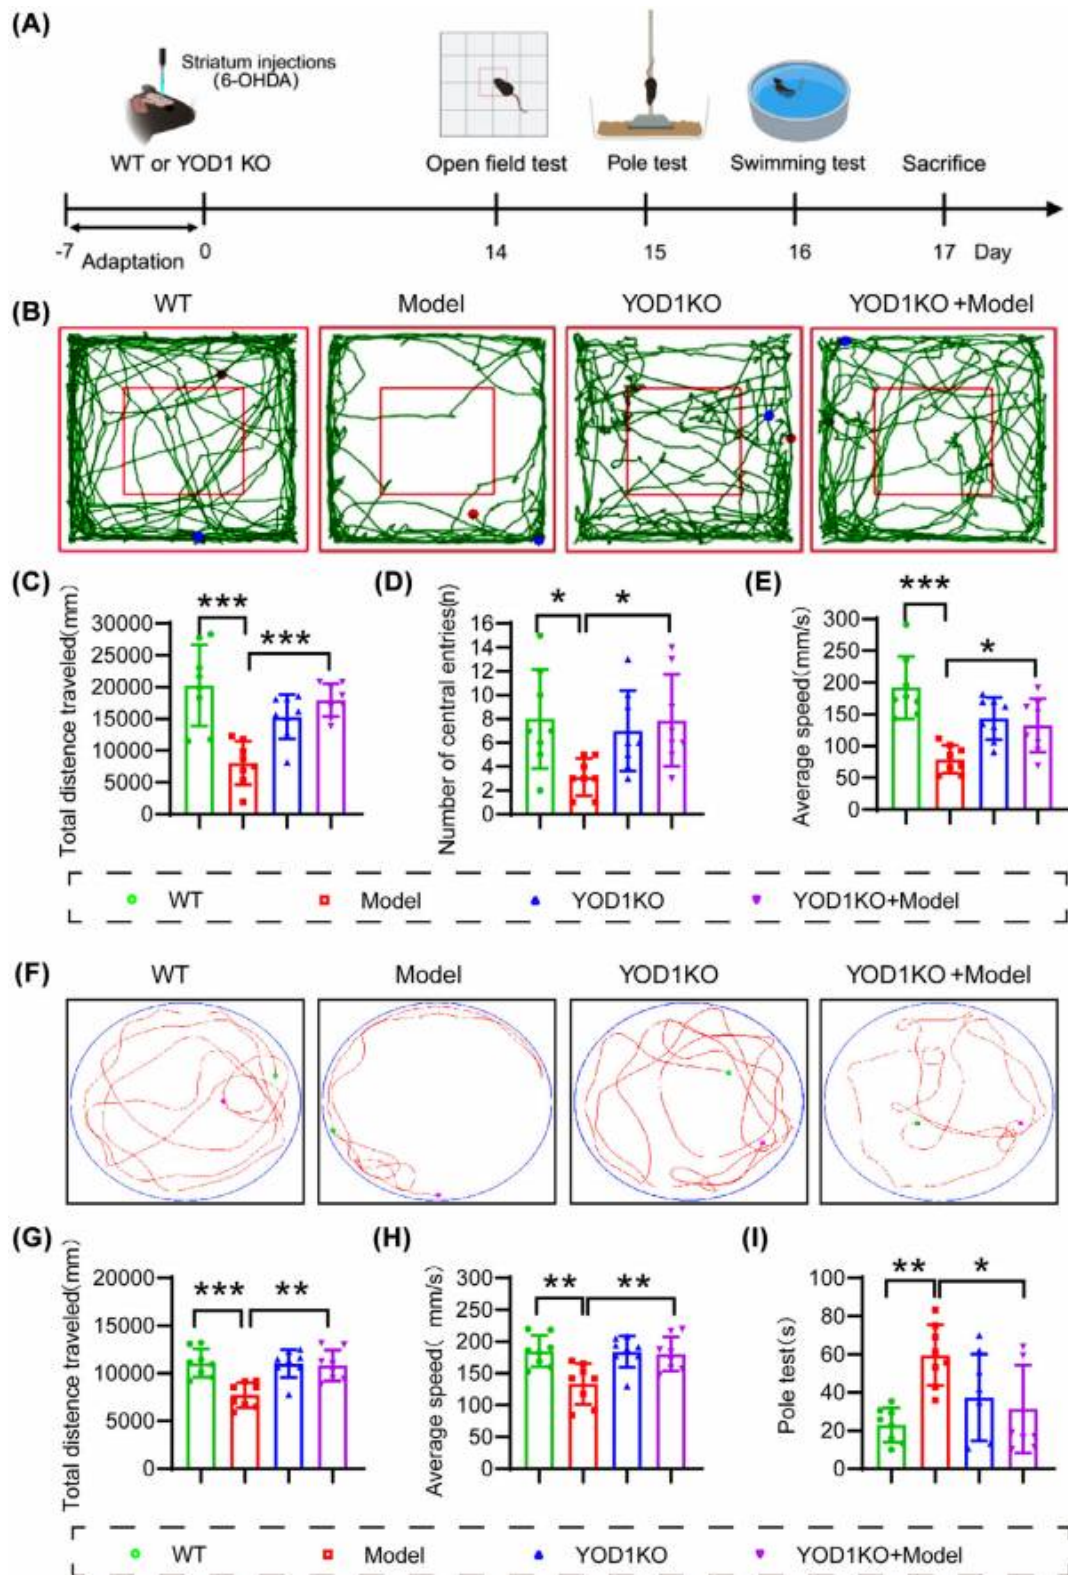 (A)
Striatum injections
(6-OHDA)
WT or YOD1 KO
Open field test
Pole test
Swimming test
Sacrifice
-7
Adaptation
0
14
15
16
17
Day
(B)
WT
Model
YOD1KO
YOD1KO +Model
(C)
Total distence traveled(mm)
30000
25000
20000
15000
10000
5000
0
***
***
(D)
Number of central entries(n)
16
14
12
10
8
6
4
2
0
*
*
(E)
Average speed(mm/s)
300
250
200
150
100
50
0
***
*
WT
Model
YOD1KO
YOD1KO+Model
(F)
WT
Model
YOD1KO
YOD1KO +Model
(G)
Total distence traveled(mm)
20000
15000
10000
5000
0
***
**
(H)
Average speed( mm/s)
300
250
200
150
100
50
0
**
**
(I)
Pole test(s)
100
80
60
40
20
0
**
*
WT
Model
YOD1KO
YOD1KO+Model